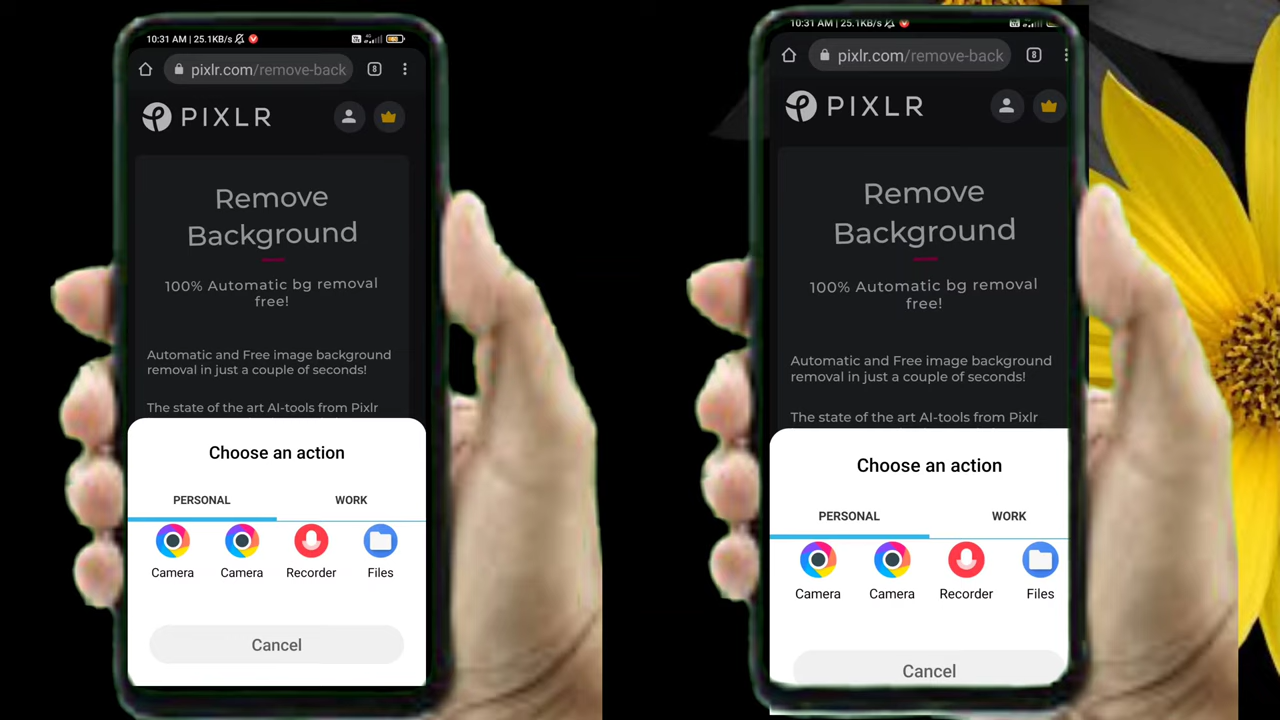 10:31 AM | 25.1KB/s
8
pixlr.com/remove-back
PIXLR
Remove
Background
100% Automatic bg removal
free!
Automatic and Free image background
removal in just a couple of seconds!
The state of the art AI-tools from Pixlr
Choose an action
PERSONAL WORK
Camera Camera Recorder Files
Cancel
10:31 AM | 25.1KB/s
8
pixlr.com/remove-back
PIXLR
Remove
Background
100% Automatic bg removal
free!
Automatic and Free image background
removal in just a couple of seconds!
The state of the art AI-tools from Pixlr
Choose an action
PERSONAL WORK
Camera Camera Recorder Files
Cancel